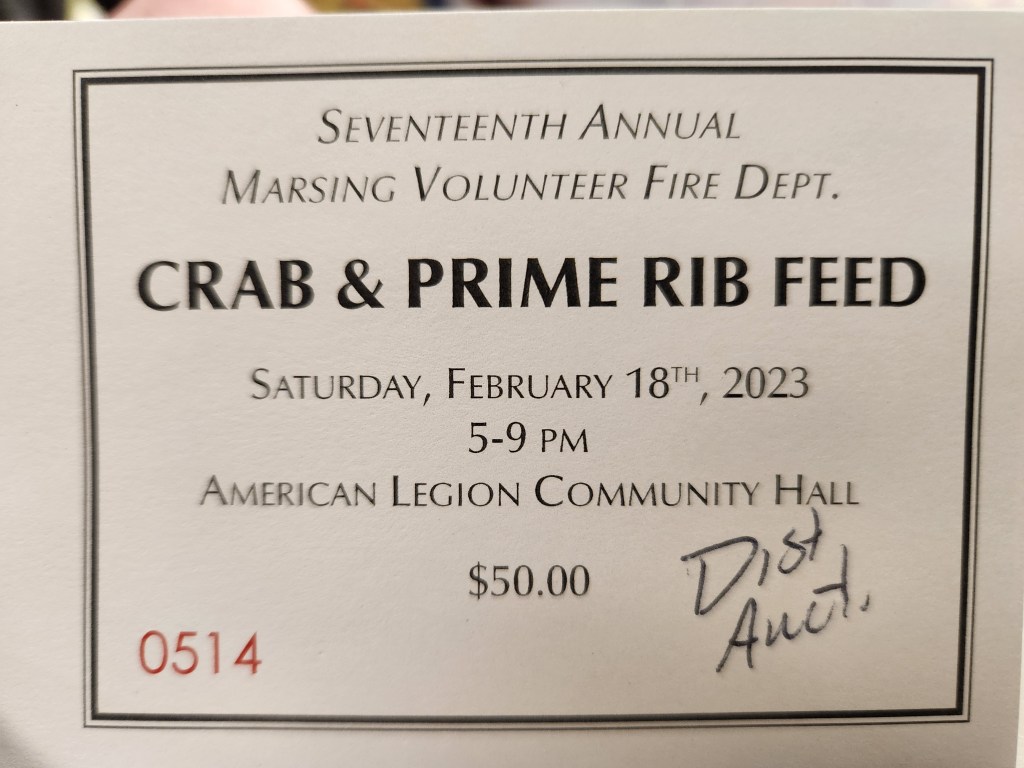 Seventeenth Annual
Marsing Volunteer Fire Dept.
CRAB & PRIME RIB FEED
Saturday, February 18TH, 2023
5-9 PM
American Legion Community Hall
$50.00
Dist
Auct.
0514